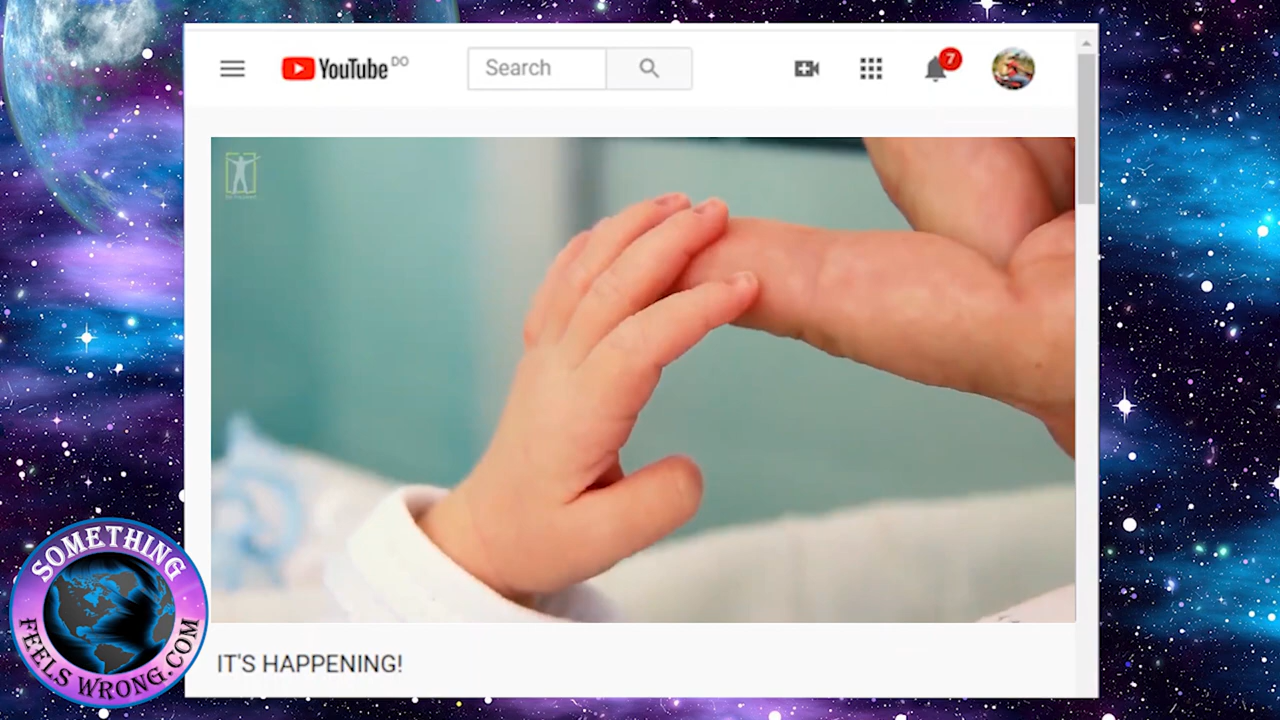 YouTube DO
Search
7
IT'S HAPPENING!
SOMETHING
FEELS WRONG.COM